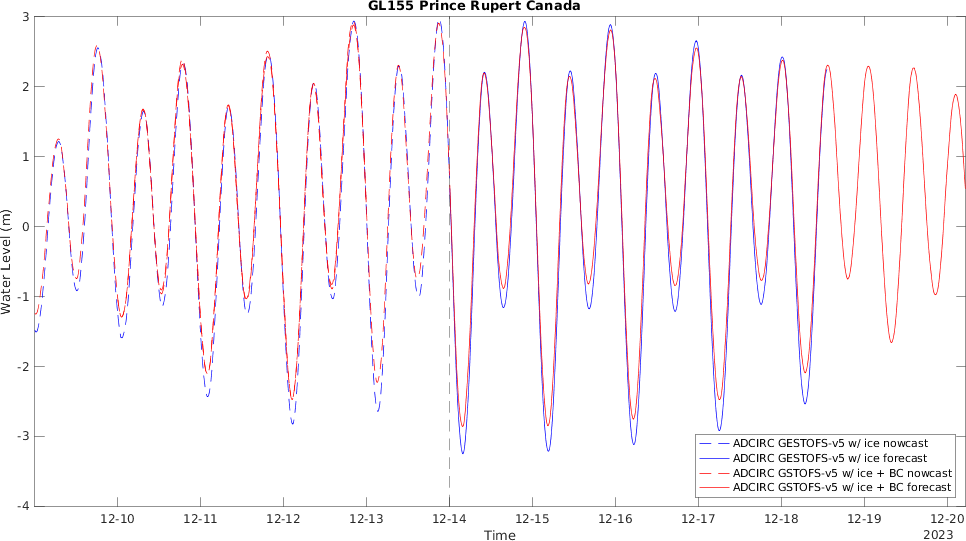 GL155 Prince Rupert Canada
3
2
1
0
-1
-2
-3
-4
Water Level (m)
12-10
12-11
12-12
12-13
12-14
12-15
12-16
12-17
12-18
12-19
12-20
Time
2023
ADCIRC GESTOFS-v5 w/ ice nowcast
ADCIRC GESTOFS-v5 w/ ice forecast
ADCIRC GSTOFS-v5 w/ ice + BC nowcast
ADCIRC GSTOFS-v5 w/ ice + BC forecast